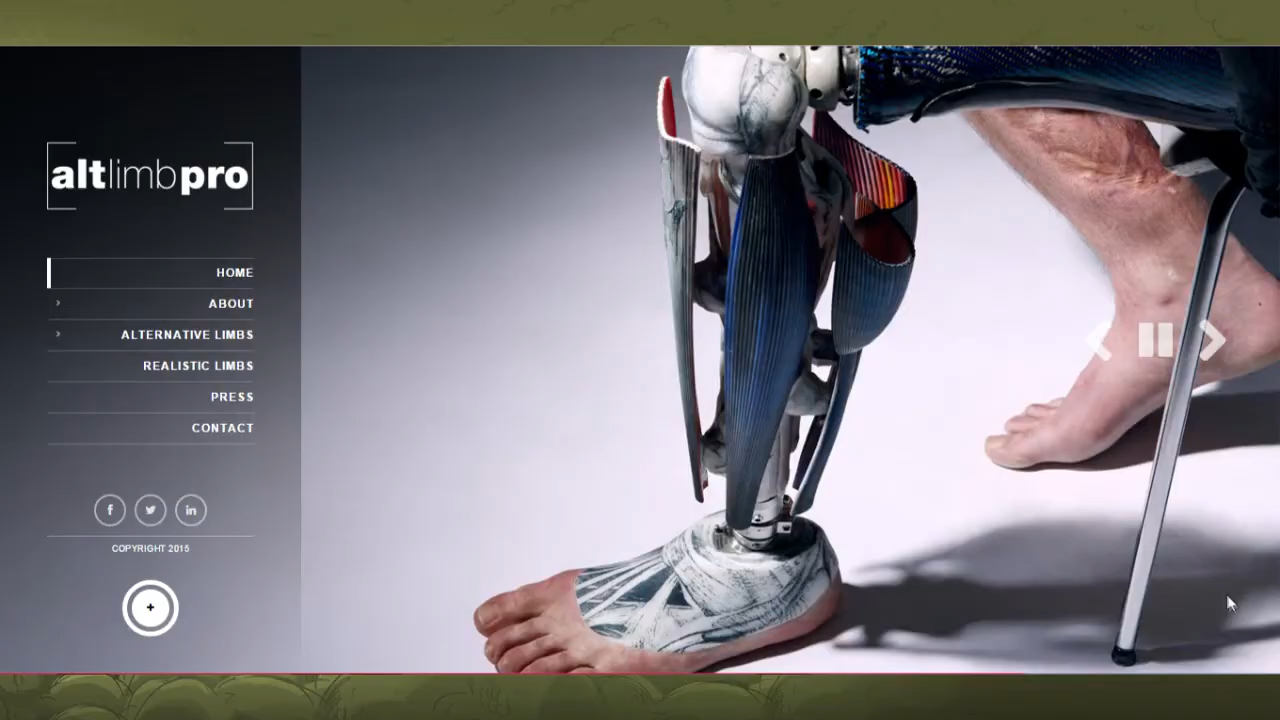 altlimbpro
HOME
ABOUT
ALTERNATIVE LIMBS
REALISTIC LIMBS
PRESS
CONTACT
COPYRIGHT 2015